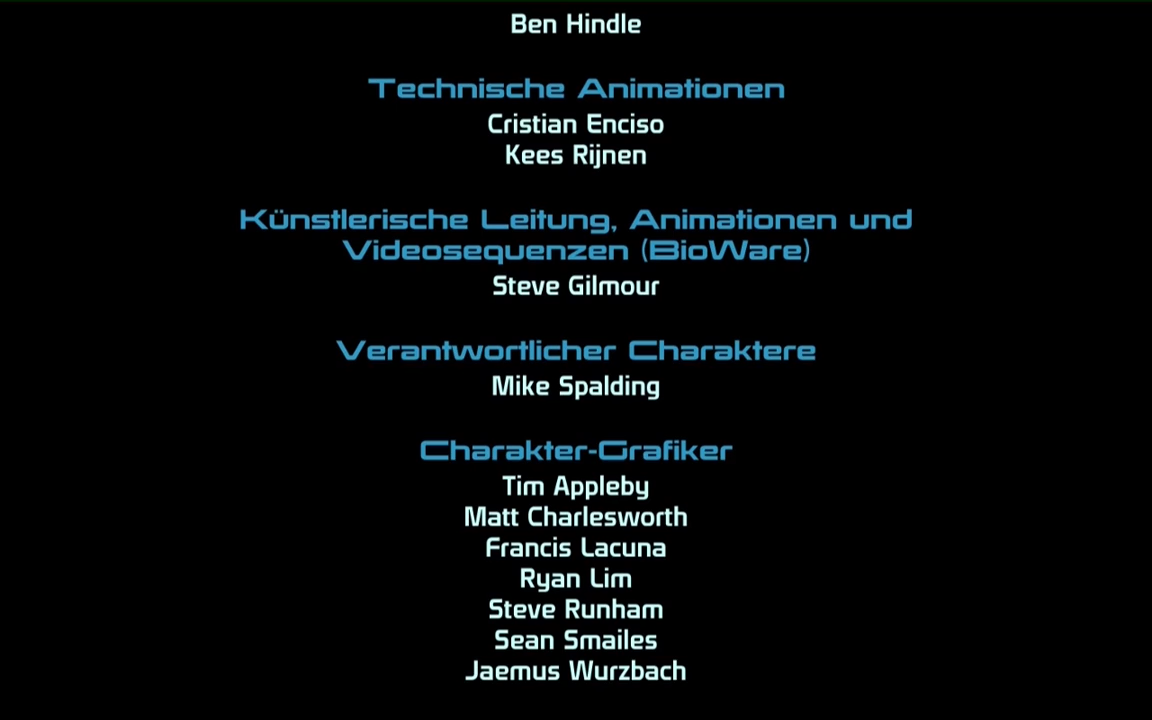 Ben Hindle
Technische Animationen
Cristian Enciso
Kees Rijnen
Künstlerische Leitung, Animationen und
Videosequenzen (BioWare)
Steve Gilmour
Verantwortlicher Charaktere
Mike Spalding
Charakter-Grafiker
Tim Appleby
Matt Charlesworth
Francis Lacuna
Ryan Lim
Steve Runham
Sean Smailes
Jaemus Wurzbach